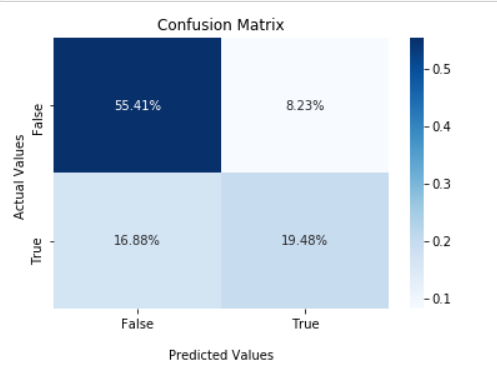 Confusion Matrix
Actual Values
False
True
55.41%
8.23%
16.88%
19.48%
False
True
Predicted Values
0.5
0.4
0.3
0.2
0.1